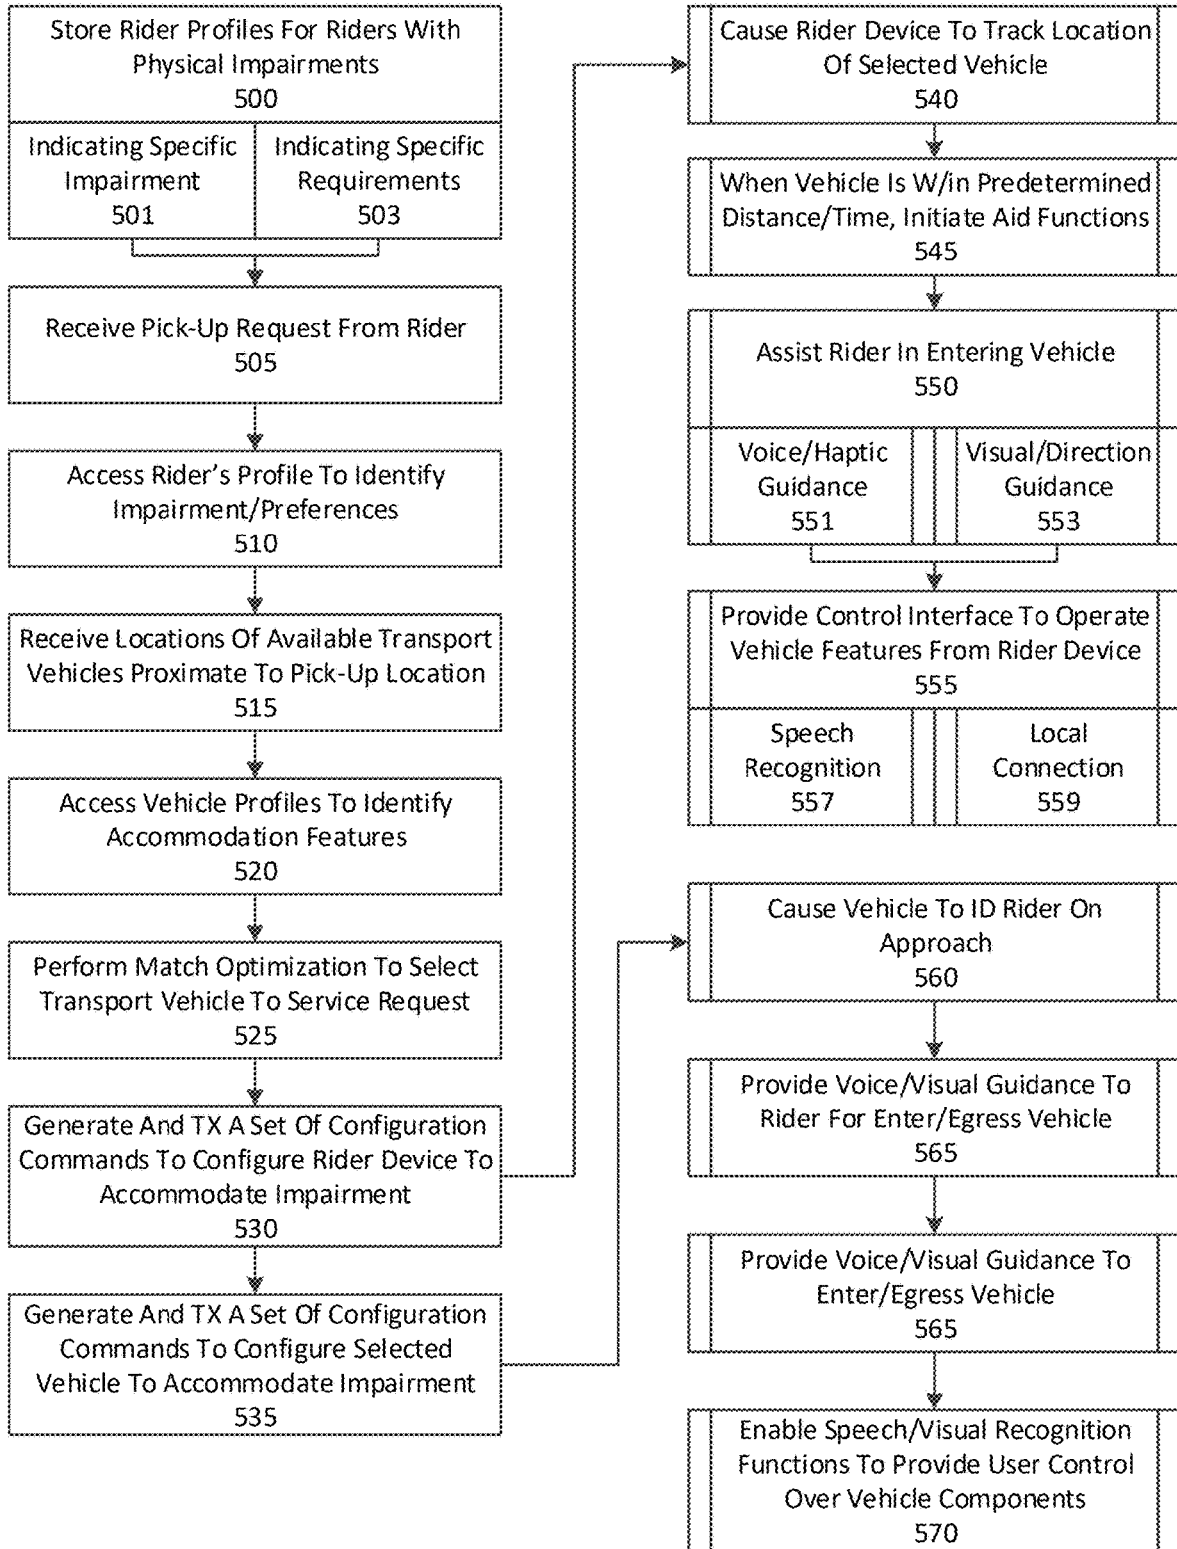 Store Rider Profiles For Riders With
Physical Impairments
500
Indicating Specific
Impairment
501
Indicating Specific
Requirements
503
Receive Pick-Up Request From Rider
505
Access Rider's Profile To Identify
Impairment/Preferences
510
Receive Locations Of Available Transport
Vehicles Proximate To Pick-Up Location
515
Access Vehicle Profiles To Identify
Accommodation Features
520
Perform Match Optimization To Select
Transport Vehicle To Service Request
525
Generate And TX A Set Of Configuration
Commands To Configure Rider Device To
Accommodate Impairment
530
Generate And TX A Set Of Configuration
Commands To Configure Selected
Vehicle To Accommodate Impairment
535
Cause Rider Device To Track Location
Of Selected Vehicle
540
When Vehicle Is W/in Predetermined
Distance/Time, Initiate Aid Functions
545
Assist Rider In Entering Vehicle
550
Voice/Haptic
Guidance
551
Visual/Direction
Guidance
553
Provide Control Interface To Operate
Vehicle Features From Rider Device
555
Speech
Recognition
557
Local
Connection
559
Cause Vehicle To ID Rider On
Approach
560
Provide Voice/Visual Guidance To
Rider For Enter/Egress Vehicle
565
Provide Voice/Visual Guidance To
Enter/Egress Vehicle
565
Enable Speech/Visual Recognition
Functions To Provide User Control
Over Vehicle Components
570